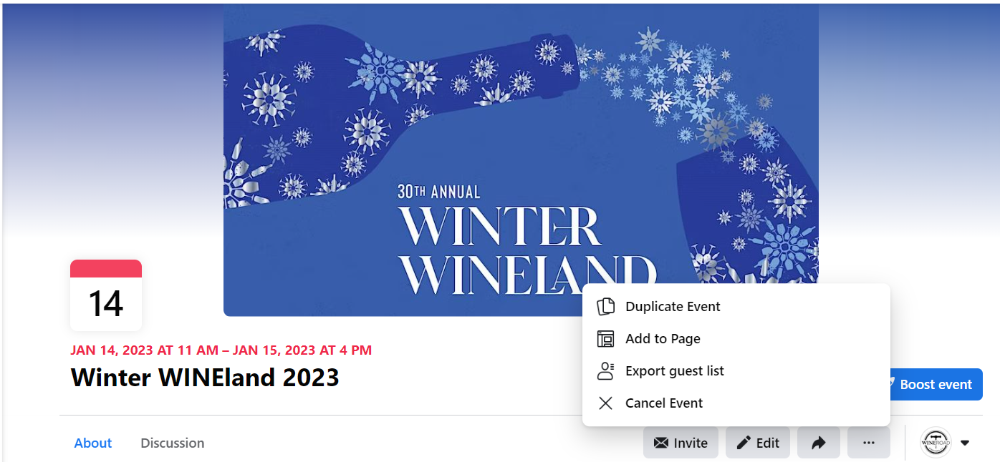 30TH ANNUAL
WINTER
WINELAND
14
JAN 14, 2023 AT 11 AM – JAN 15, 2023 AT 4 PM
Winter WINEland 2023
Duplicate Event
Add to Page
Export guest list
Cancel Event
Boost event
About
Discussion
Invite
Edit
WINEROAD